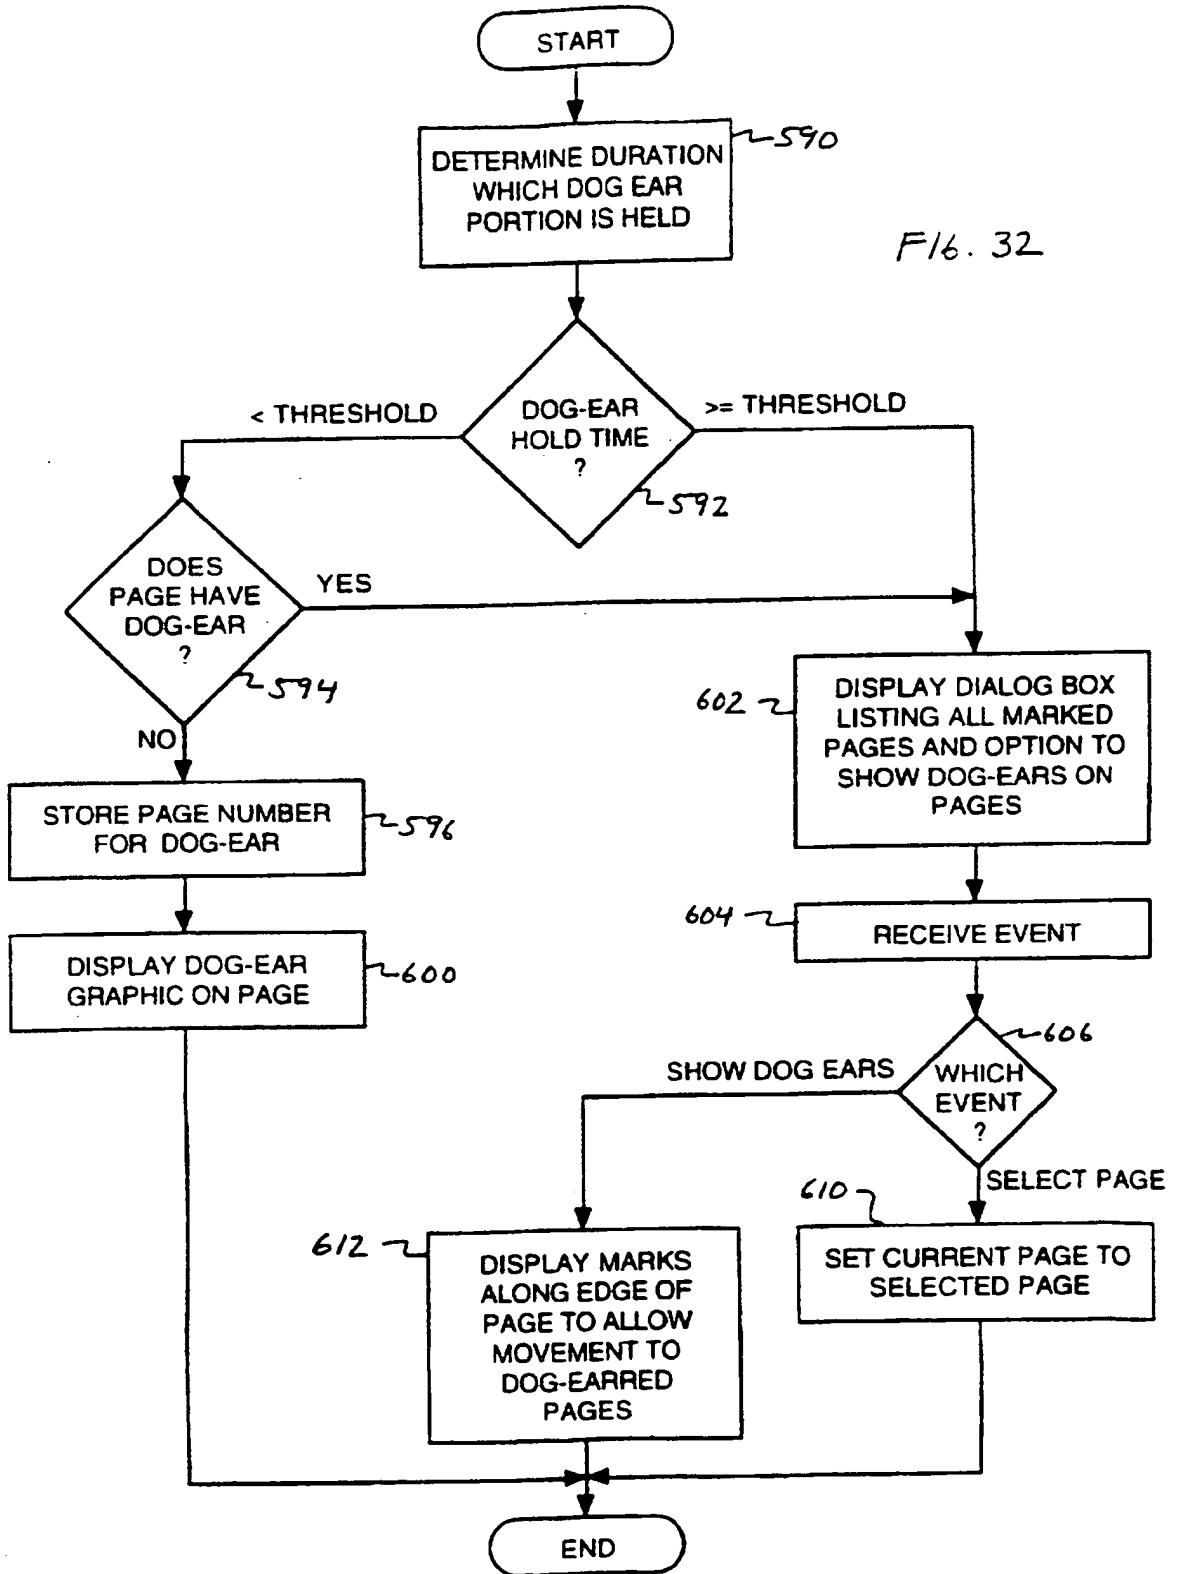 START
DETERMINE DURATION
WHICH DOG EAR
PORTION IS HELD
590
FIG. 32
DOG-EAR
HOLD TIME
?
592
< THRESHOLD
>= THRESHOLD
DOES
PAGE HAVE
DOG-EAR
?
594
YES
NO
STORE PAGE NUMBER
FOR DOG-EAR
596
DISPLAY DOG-EAR
GRAPHIC ON PAGE
600
602
DISPLAY DIALOG BOX
LISTING ALL MARKED
PAGES AND OPTION TO
SHOW DOG-EARS ON
PAGES
604
RECEIVE EVENT
606
WHICH
EVENT
?
SHOW DOG EARS
SELECT PAGE
610
SET CURRENT PAGE TO
SELECTED PAGE
612
DISPLAY MARKS
ALONG EDGE OF
PAGE TO ALLOW
MOVEMENT TO
DOG-EARRED
PAGES
END